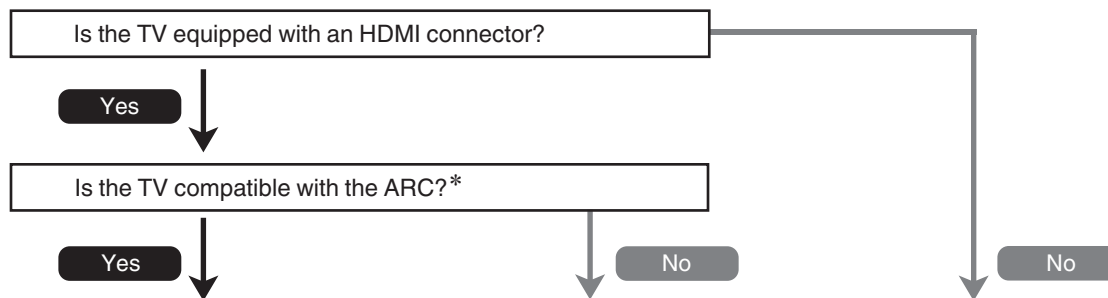 Is the TV equipped with an HDMI connector?
Yes
Is the TV compatible with the ARC?*
Yes
No
No